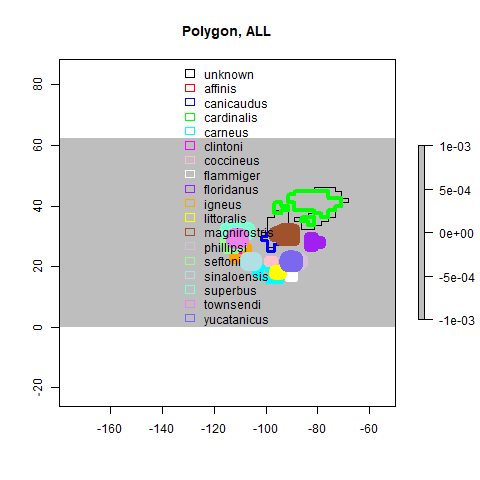 Polygon, ALL
80
60
40
20
0
-20
-160
-140
-120
-100
-80
-60
unknown
affinis
canicaudus
cardinalis
carneus
clintoni
coccineus
flammiger
floridanus
igneus
littoralis
magnirostris
phillipsi
seftoni
sinaloensis
superbus
townsendi
yucatanicus
1e-03
5e-04
0e+00
-5e-04
-1e-03